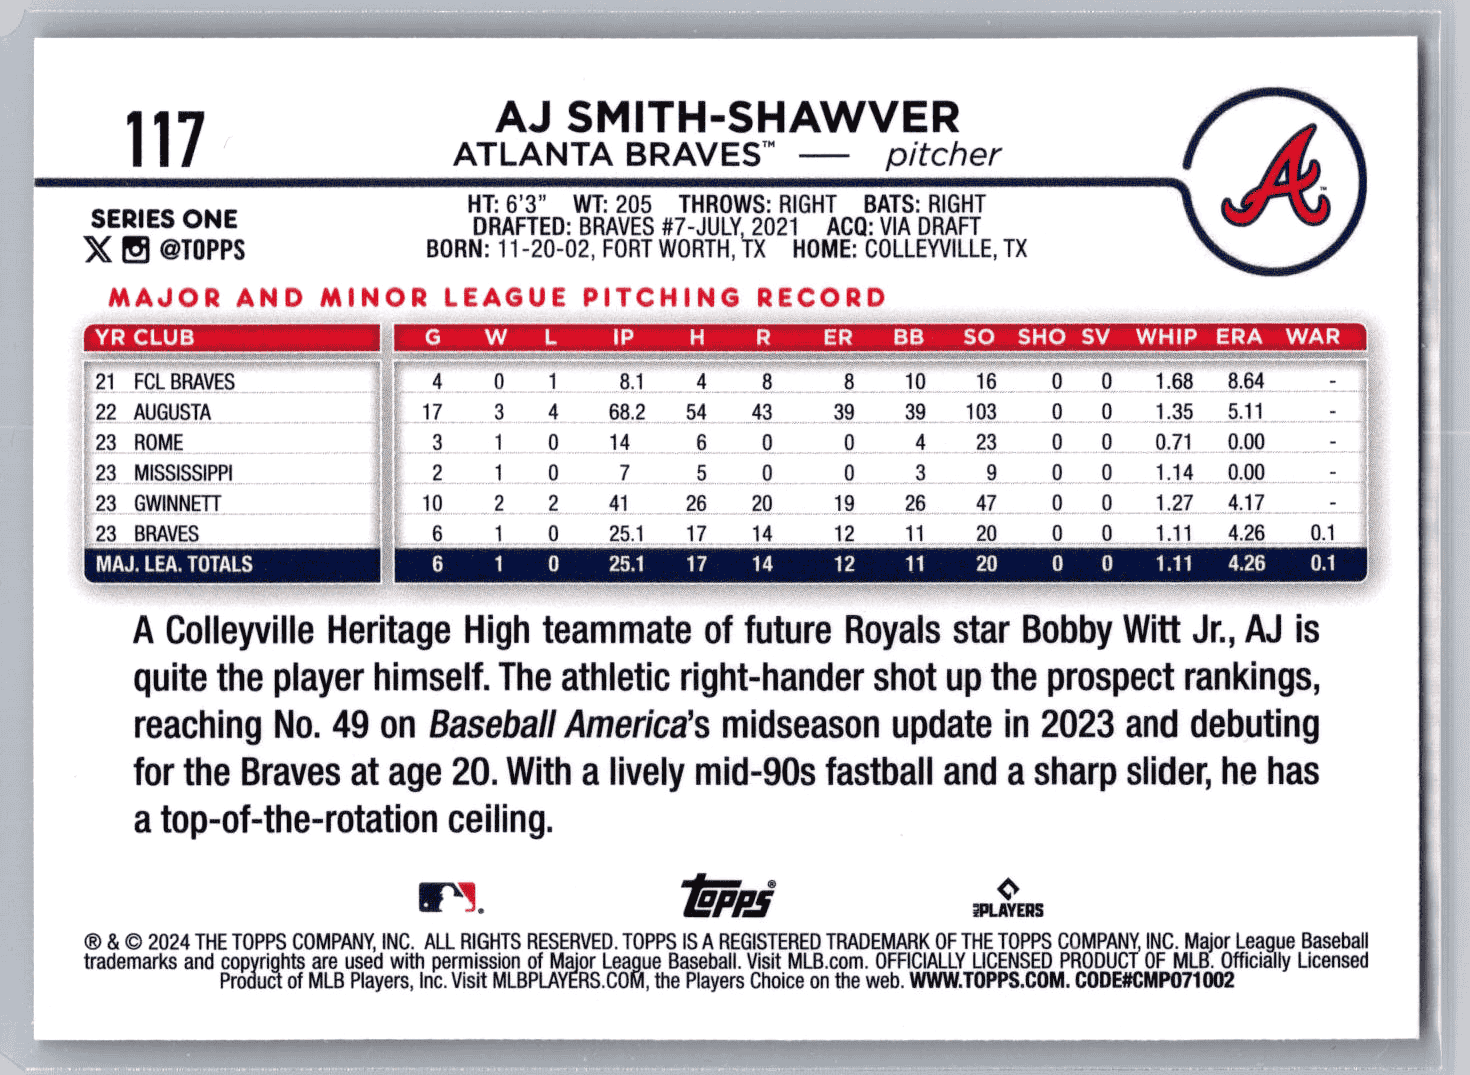 117
AJ SMITH-SHAWVER
ATLANTA BRAVES™ — pitcher
SERIES ONE
@TOPPS
HT: 6'3" WT: 205 THROWS: RIGHT BATS: RIGHT
DRAFTED: BRAVES #7-JULY, 2021 ACQ: VIA DRAFT
BORN: 11-20-02, FORT WORTH, TX HOME: COLLEYVILLE, TX
A ™
MAJOR AND MINOR LEAGUE PITCHING RECORD
YR CLUB G W L IP H R ER BB SO SHO SV WHIP ERA WAR
21 FCL BRAVES 4 0 1 8.1 4 8 8 10 16 0 0 1.68 8.64 -
22 AUGUSTA 17 3 4 68.2 54 43 39 39 103 0 0 1.35 5.11 -
23 ROME 3 1 0 14 6 0 0 4 23 0 0 0.71 0.00 -
23 MISSISSIPPI 2 1 0 7 5 0 0 3 9 0 0 1.14 0.00 -
23 GWINNETT 10 2 2 41 26 20 19 26 47 0 0 1.27 4.17 -
23 BRAVES 6 1 0 25.1 17 14 12 11 20 0 0 1.11 4.26 0.1
MAJ. LEA. TOTALS 6 1 0 25.1 17 14 12 11 20 0 0 1.11 4.26 0.1
A Colleyville Heritage High teammate of future Royals star Bobby Witt Jr., AJ is
quite the player himself. The athletic right-hander shot up the prospect rankings,
reaching No. 49 on Baseball America's midseason update in 2023 and debuting
for the Braves at age 20. With a lively mid-90s fastball and a sharp slider, he has
a top-of-the-rotation ceiling.
topps®
MLB PLAYERS
® & © 2024 THE TOPPS COMPANY, INC. ALL RIGHTS RESERVED. TOPPS IS A REGISTERED TRADEMARK OF THE TOPPS COMPANY, INC. Major League Baseball
trademarks and copyrights are used with permission of Major League Baseball. Visit MLB.com. OFFICIALLY LICENSED PRODUCT OF MLB. Officially Licensed
Product of MLB Players, Inc. Visit MLBPLAYERS.COM, the Players Choice on the web. WWW.TOPPS.COM. CODE#CMP071002